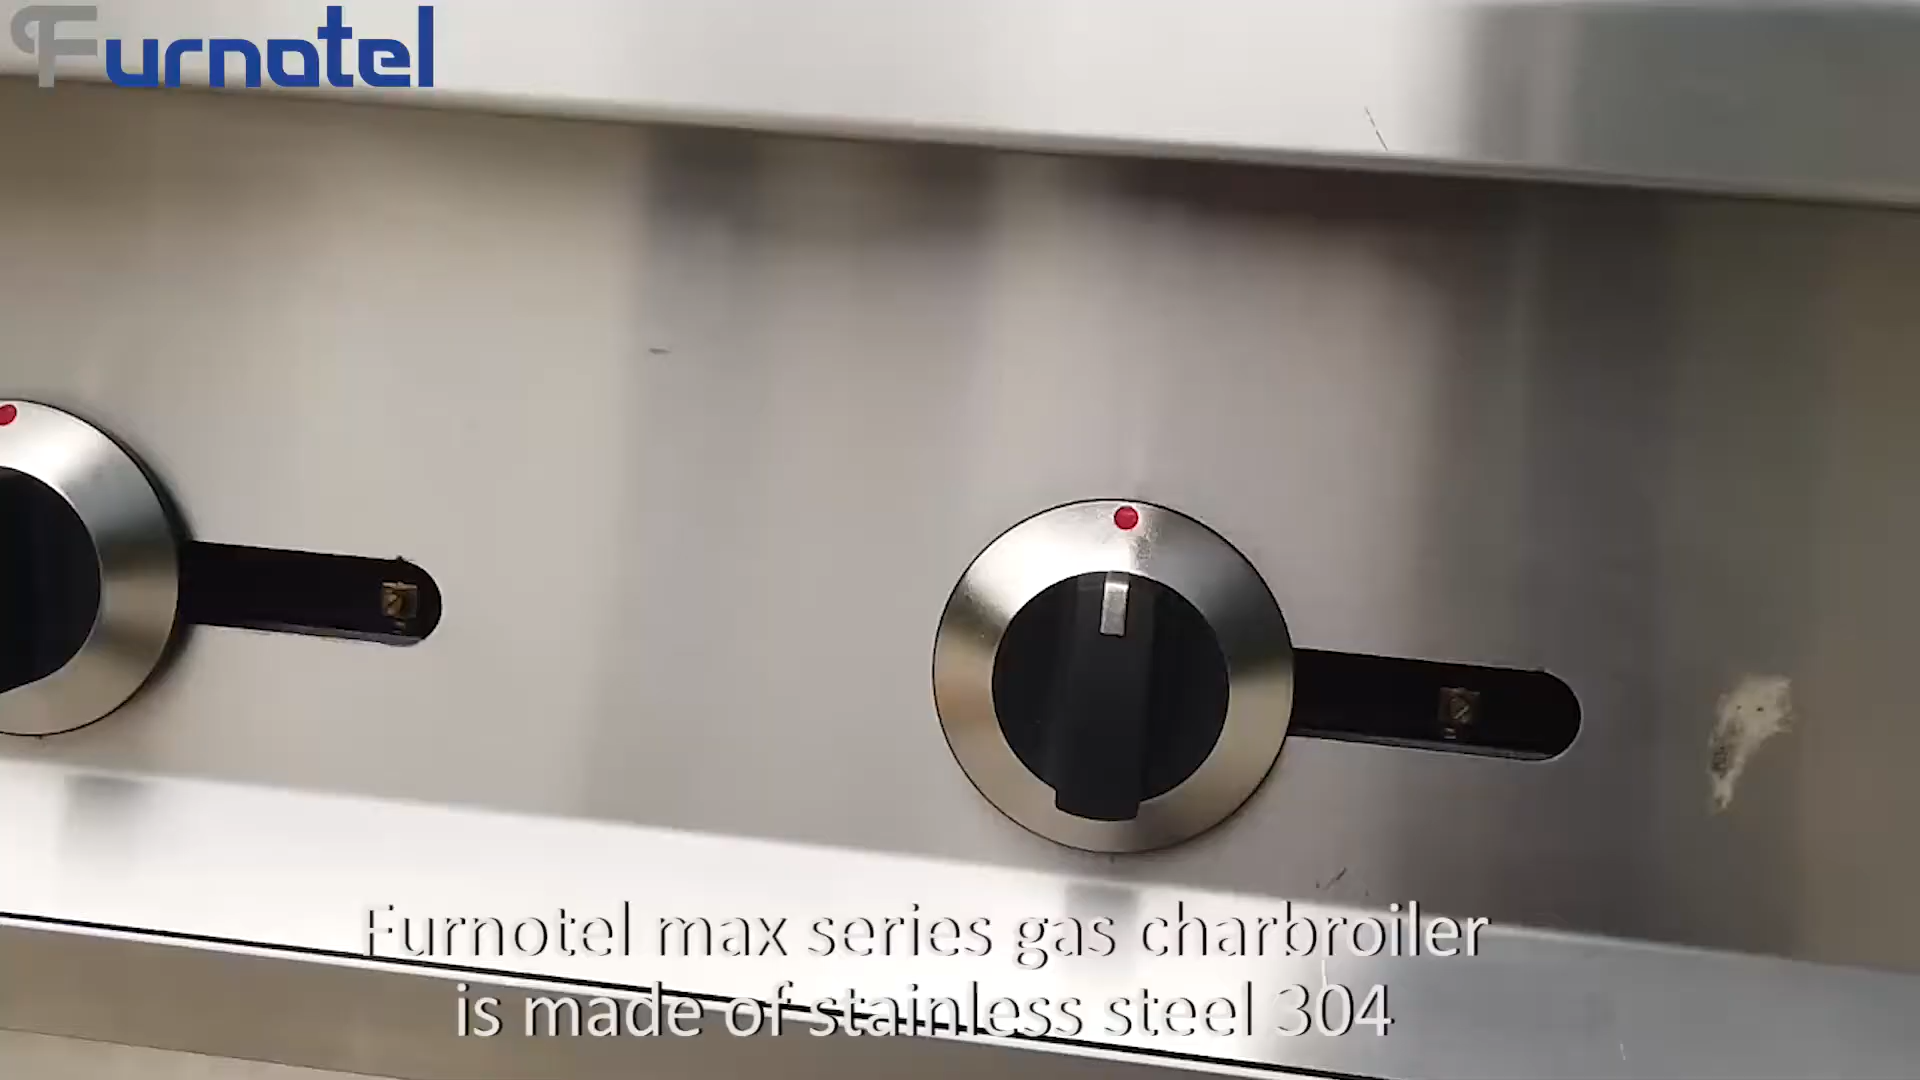 Furnotel
Furnotel max series gas charbroiler
is made of stainless steel 304